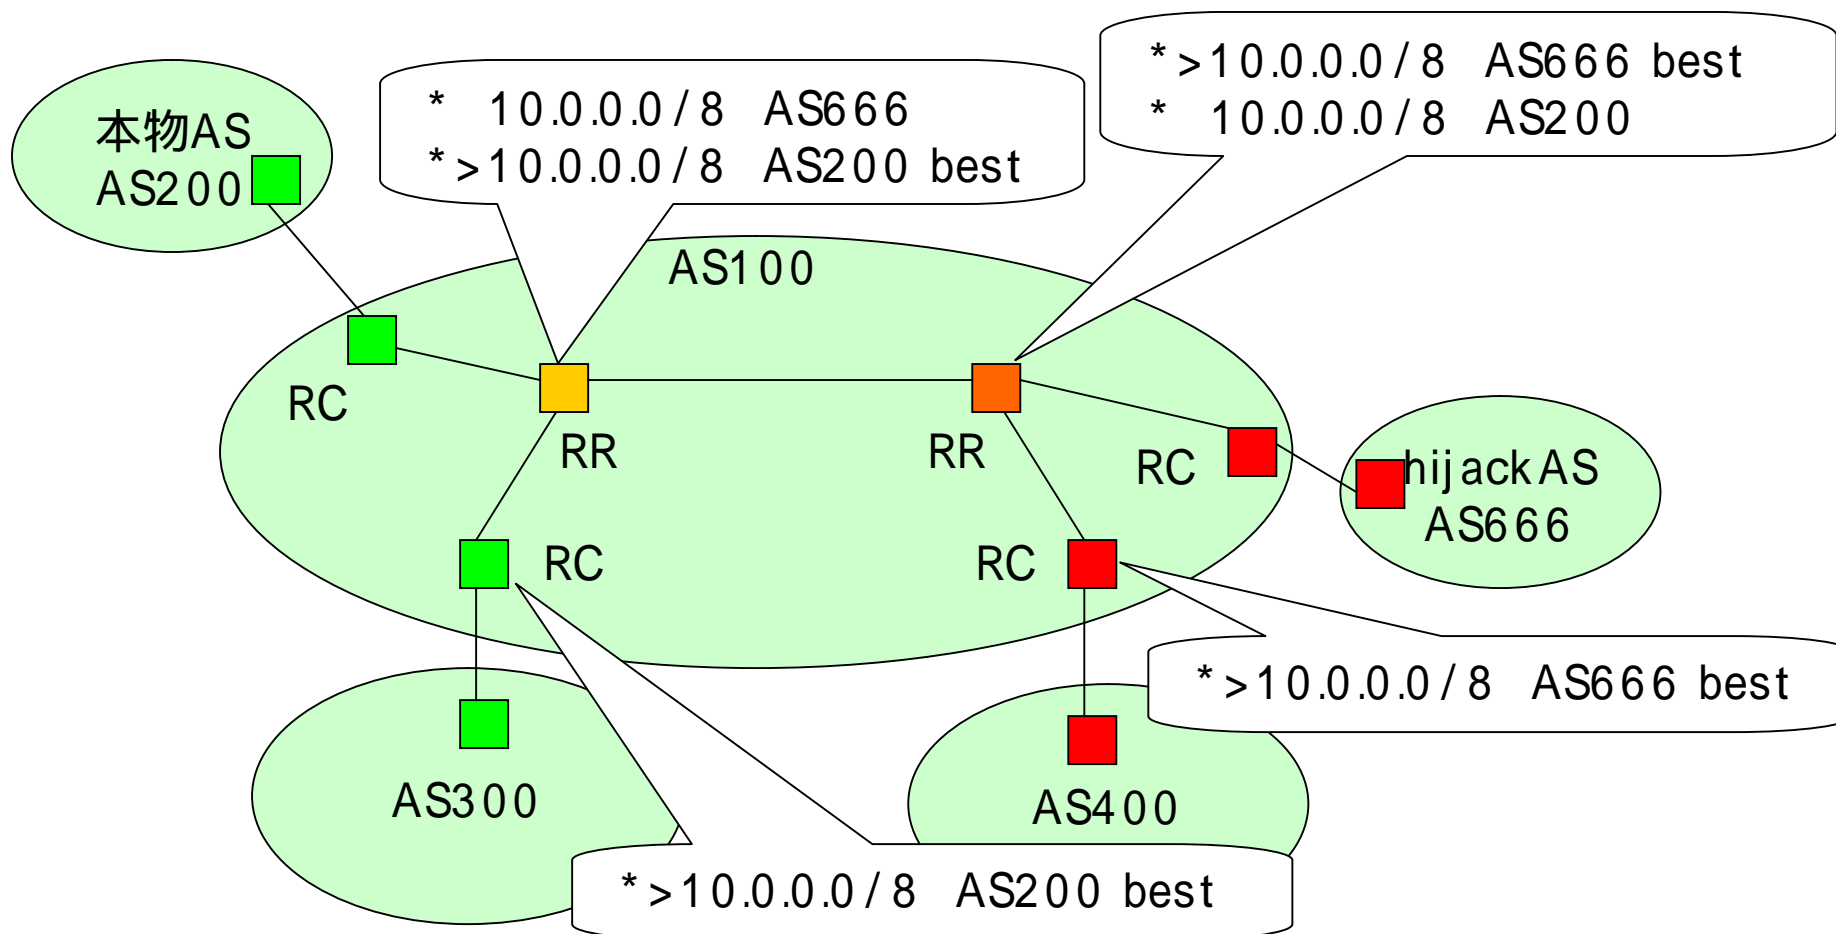 *>10.0.0.0/8 AS666 best
* 10.0.0.0/8 AS200
* 10.0.0.0/8 AS666
*>10.0.0.0/8 AS200 best
本物AS
AS200
AS100
RC
RR
RR
RC
hijackAS
AS666
RC
RC
*>10.0.0.0/8 AS666 best
AS300
AS400
*>10.0.0.0/8 AS200 best